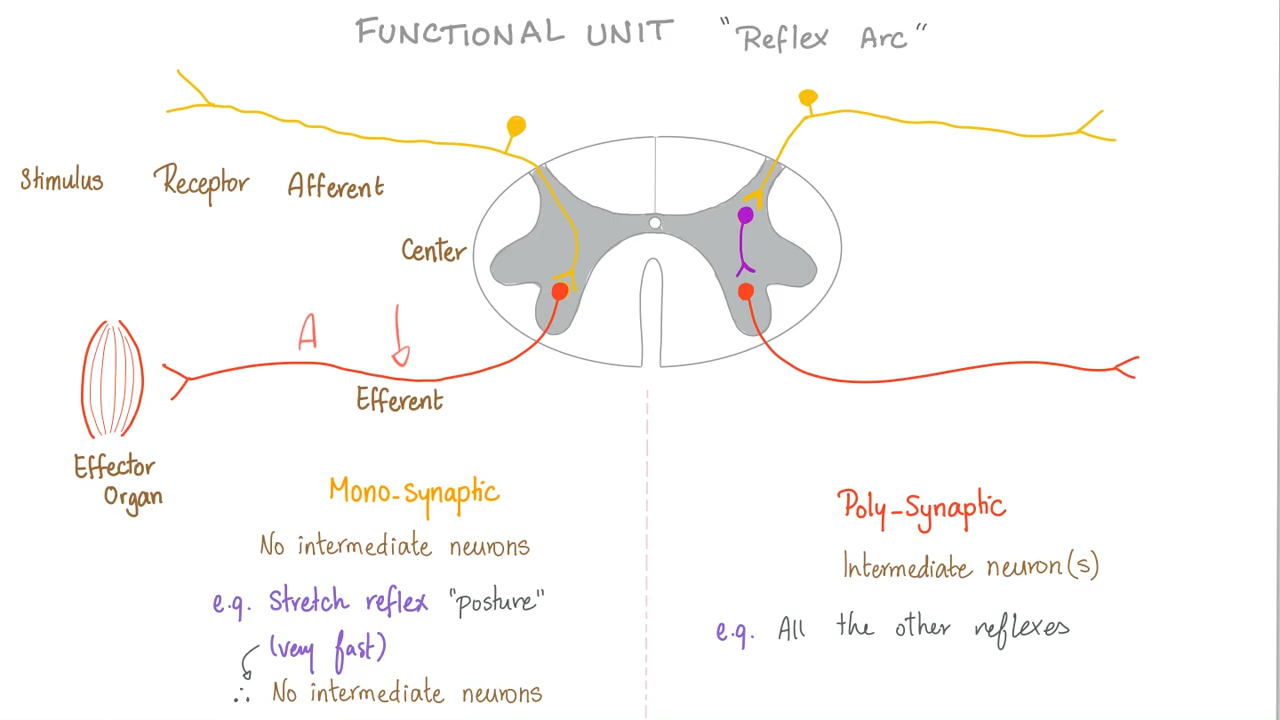 FUNCTIONAL UNIT "Reflex Arc"
Stimulus Receptor Afferent
Center
A
Efferent
Effector
Organ
Mono-Synaptic
No intermediate neurons
e.g. Stretch reflex "posture"
(very fast)
∴ No intermediate neurons
Poly-Synaptic
Intermediate neuron(s)
e.g. All the other reflexes